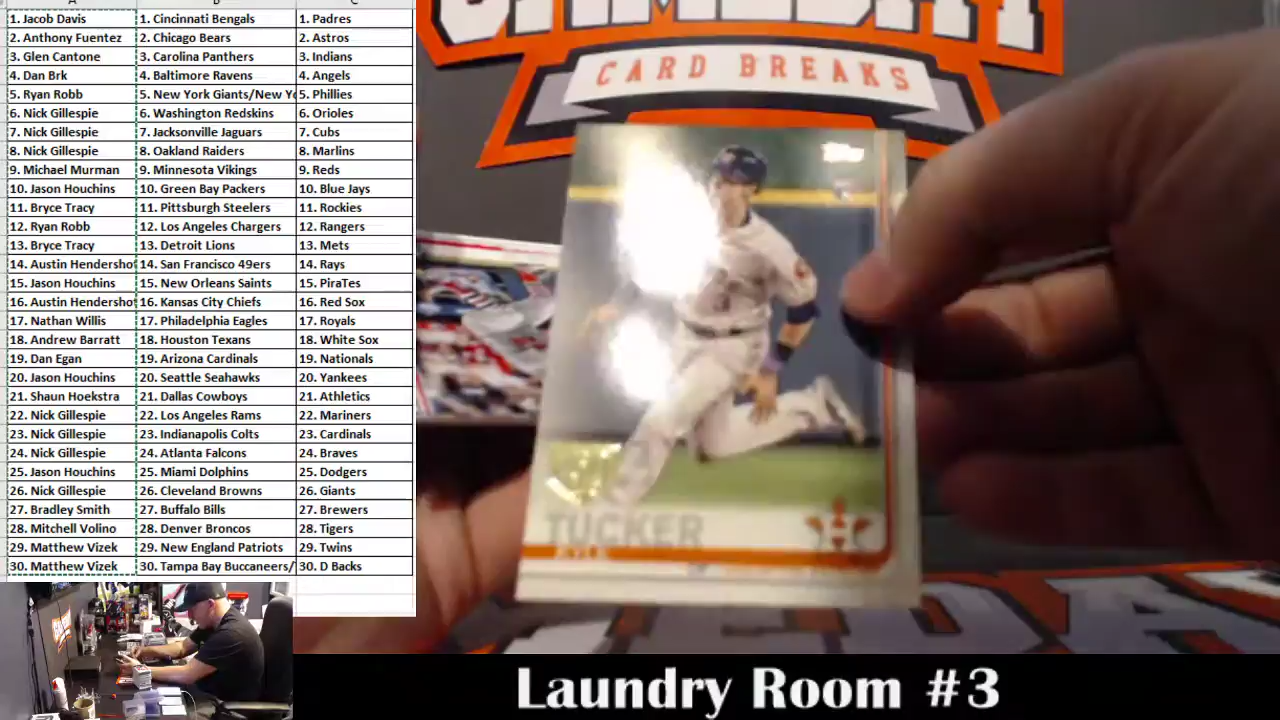 1. Jacob Davis 1. Cincinnati Bengals 1. Padres
2. Anthony Fuentez 2. Chicago Bears 2. Astros
3. Glen Cantone 3. Carolina Panthers 3. Indians
4. Dan Brk 4. Baltimore Ravens 4. Angels
5. Ryan Robb 5. New York Giants/New Yo 5. Phillies
6. Nick Gillespie 6. Washington Redskins 6. Orioles
7. Nick Gillespie 7. Jacksonville Jaguars 7. Cubs
8. Nick Gillespie 8. Oakland Raiders 8. Marlins
9. Michael Murman 9. Minnesota Vikings 9. Reds
10. Jason Houchins 10. Green Bay Packers 10. Blue Jays
11. Bryce Tracy 11. Pittsburgh Steelers 11. Rockies
12. Ryan Robb 12. Los Angeles Chargers 12. Rangers
13. Bryce Tracy 13. Detroit Lions 13. Mets
14. Austin Hendersho 14. San Francisco 49ers 14. Rays
15. Jason Houchins 15. New Orleans Saints 15. PiraTes
16. Austin Hendersho 16. Kansas City Chiefs 16. Red Sox
17. Nathan Willis 17. Philadelphia Eagles 17. Royals
18. Andrew Barratt 18. Houston Texans 18. White Sox
19. Dan Egan 19. Arizona Cardinals 19. Nationals
20. Jason Houchins 20. Seattle Seahawks 20. Yankees
21. Shaun Hoekstra 21. Dallas Cowboys 21. Athletics
22. Nick Gillespie 22. Los Angeles Rams 22. Mariners
23. Nick Gillespie 23. Indianapolis Colts 23. Cardinals
24. Nick Gillespie 24. Atlanta Falcons 24. Braves
25. Jason Houchins 25. Miami Dolphins 25. Dodgers
26. Nick Gillespie 26. Cleveland Browns 26. Giants
27. Bradley Smith 27. Buffalo Bills 27. Brewers
28. Mitchell Volino 28. Denver Broncos 28. Tigers
29. Matthew Vizek 29. New England Patriots 29. Twins
30. Matthew Vizek 30. Tampa Bay Buccaneers/ 30. D Backs
GAMEDAY
CARD BREAKS
TUCKER
KYLE
Laundry Room #3